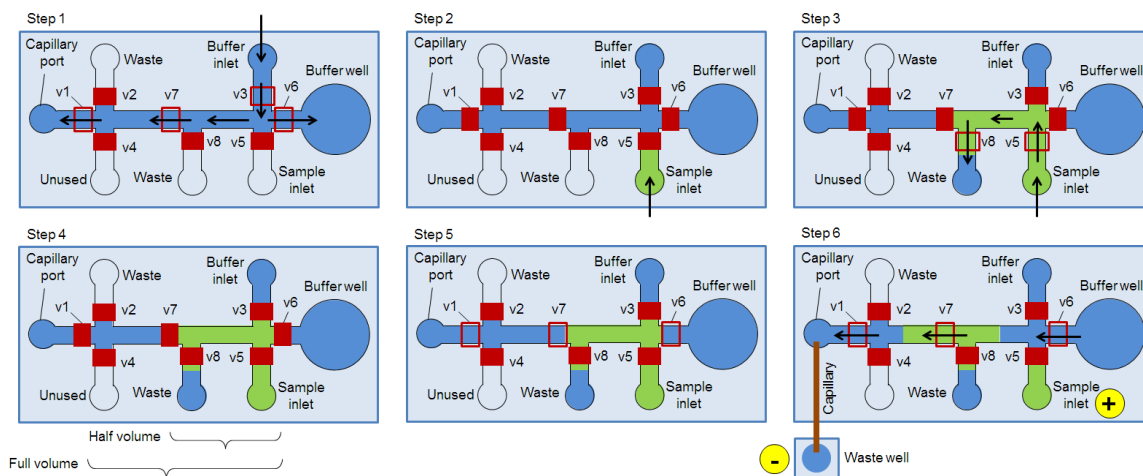 Step 1
Capillary
port
Waste
Buffer
inlet
Buffer well
v1
v2
v7
v3
v6
v4
v8
v5
Unused
Waste
Sample
inlet
Step 2
Waste
Buffer
inlet
v1
v2
v7
v3
v6
v4
v8
v5
Unused
Waste
Sample
inlet
Step 3
Capillary
port
Waste
Buffer
inlet
Buffer well
v1
v2
v7
v3
v6
v4
v8
v5
Unused
Waste
Sample
inlet
Step 4
Capillary
port
Waste
Buffer
inlet
Buffer well
v1
v2
v7
v3
v6
v4
v8
v5
Unused
Waste
Sample
inlet
Half volume
Full volume
Step 5
Capillary
port
Waste
Buffer
inlet
Buffer well
v1
v2
v7
v3
v6
v4
v8
v5
Unused
Waste
Sample
inlet
Step 6
Capillary
port
Waste
Buffer
inlet
Buffer well
v1
v2
v7
v3
v6
v4
v8
v5
Capillary
Waste
Sample
inlet
+
-
Waste well